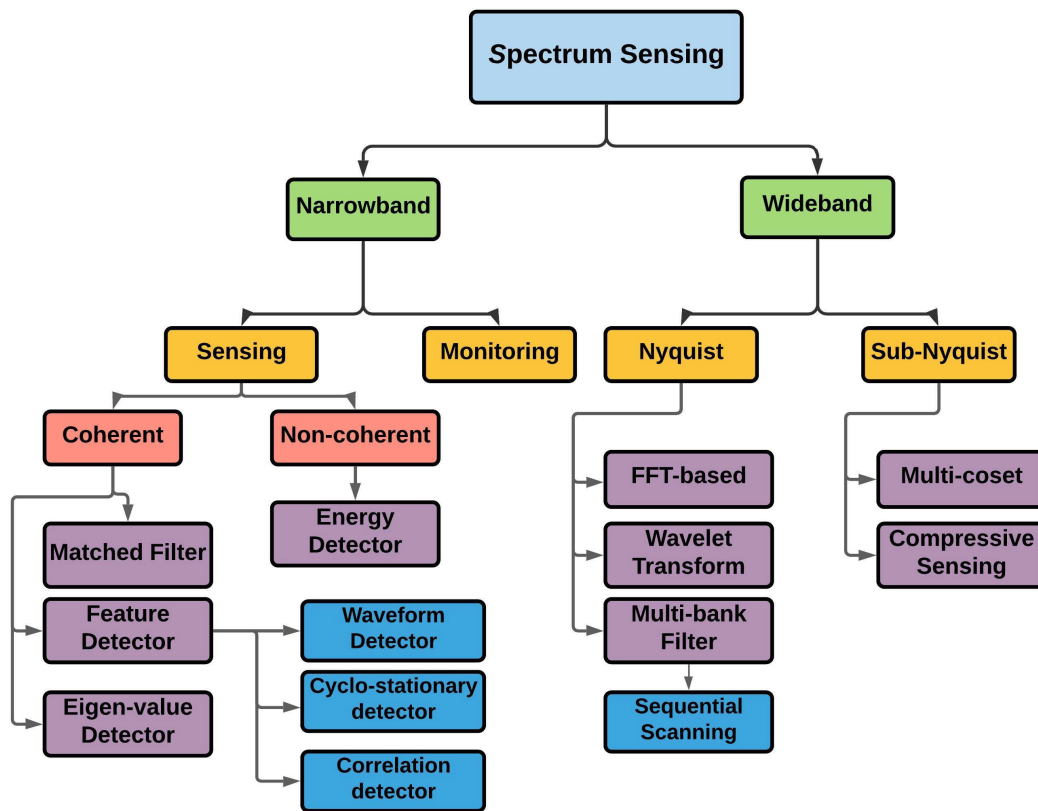 Spectrum Sensing
Narrowband
Wideband
Sensing
Monitoring
Nyquist
Sub-Nyquist
Coherent
Non-coherent
FFT-based
Multi-coset
Matched Filter
Energy
Detector
Wavelet
Transform
Compressive
Sensing
Feature
Detector
Waveform
Detector
Multi-bank
Filter
Eigen-value
Detector
Cyclo-stationary
detector
Sequential
Scanning
Correlation
detector